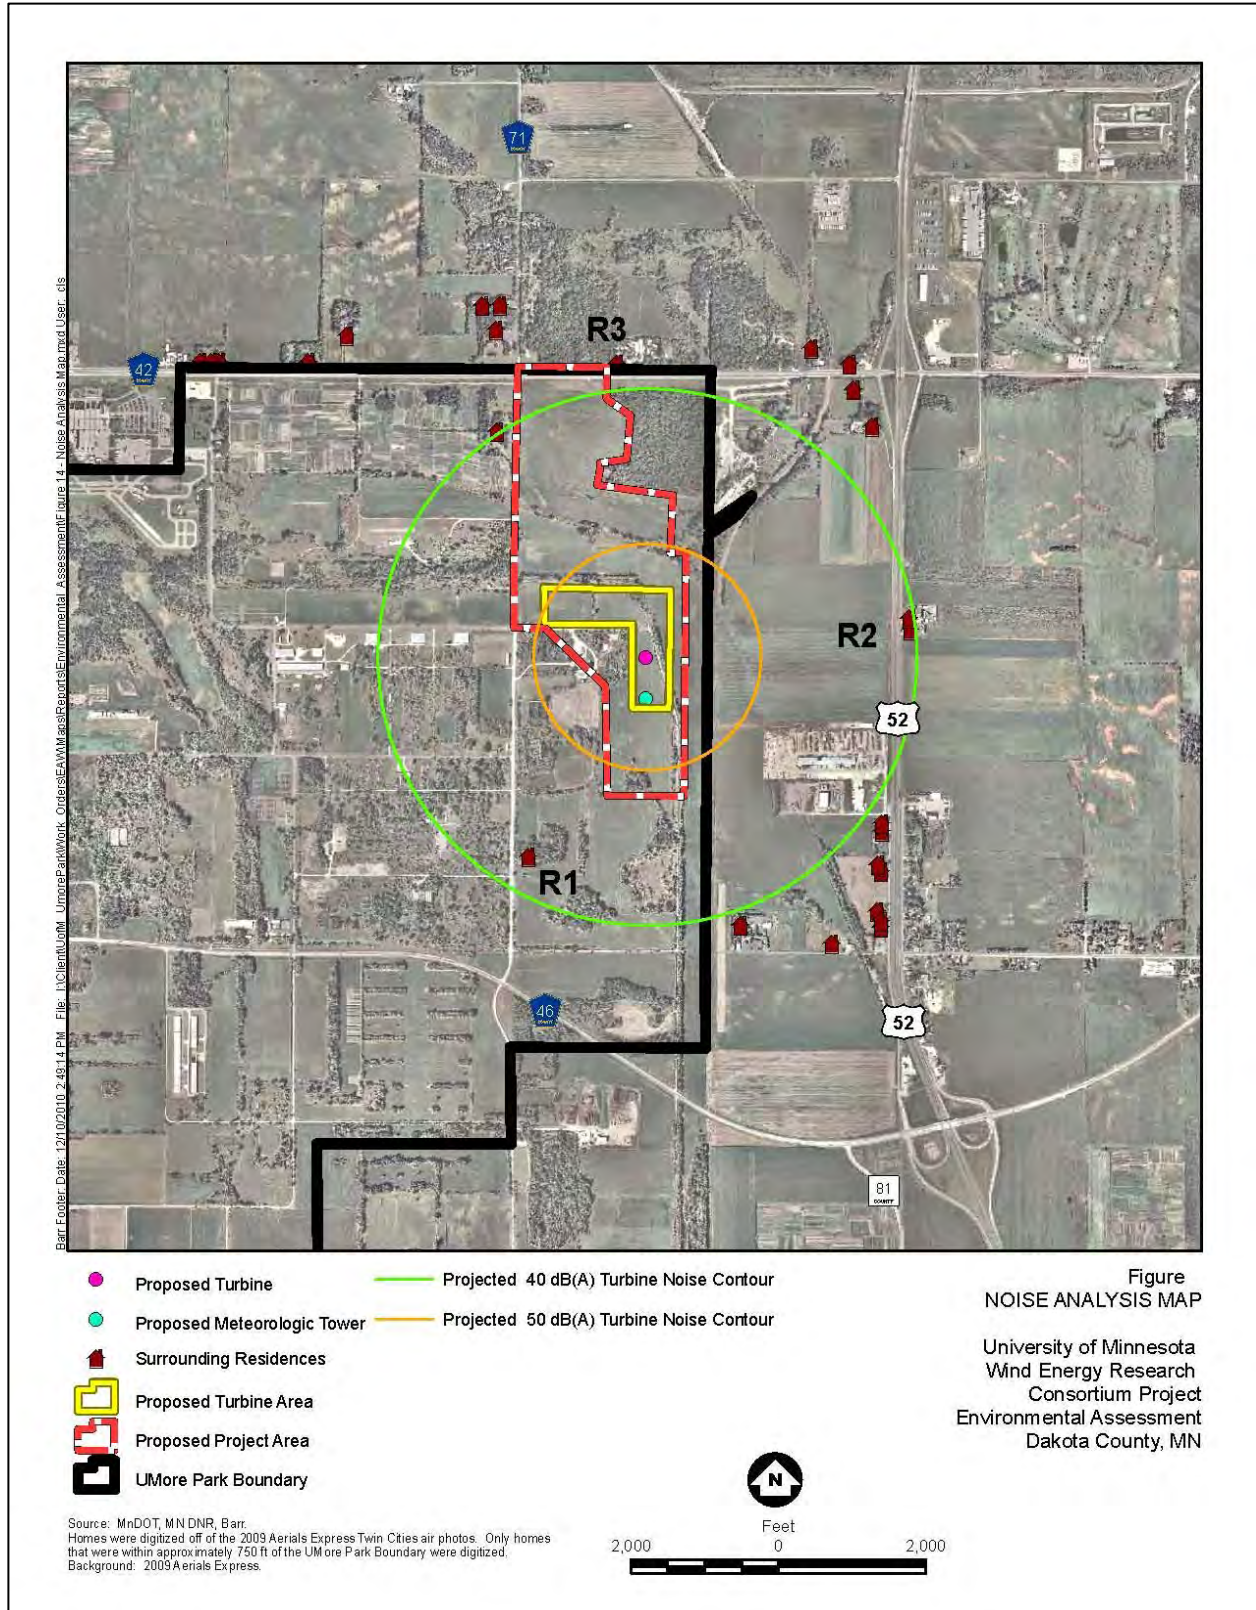 71
COUNTY
R3
42
COUNTY
R2
52
R1
46
COUNTY
52
81
COUNTY
Barr Footer: Date: 12/10/2010 2:49:14 PM File: I:\Client\UofM_UmorePark\Work_Orders\EAW\Maps\Reports\Environmental_Assessment\Figure 14 - Noise Analysis Map.mxd User: cls
Proposed Turbine
Projected 40 dB(A) Turbine Noise Contour
Proposed Meteorologic Tower
Projected 50 dB(A) Turbine Noise Contour
Surrounding Residences
Proposed Turbine Area
Proposed Project Area
UMore Park Boundary
Figure
NOISE ANALYSIS MAP
University of Minnesota
Wind Energy Research
Consortium Project
Environmental Assessment
Dakota County, MN
N
Feet
2,000 0 2,000
Source: MnDOT, MN DNR, Barr.
Homes were digitized off of the 2009 Aerials Express Twin Cities air photos. Only homes
that were within approximately 750 ft of the UMore Park Boundary were digitized.
Background: 2009 Aerials Express.